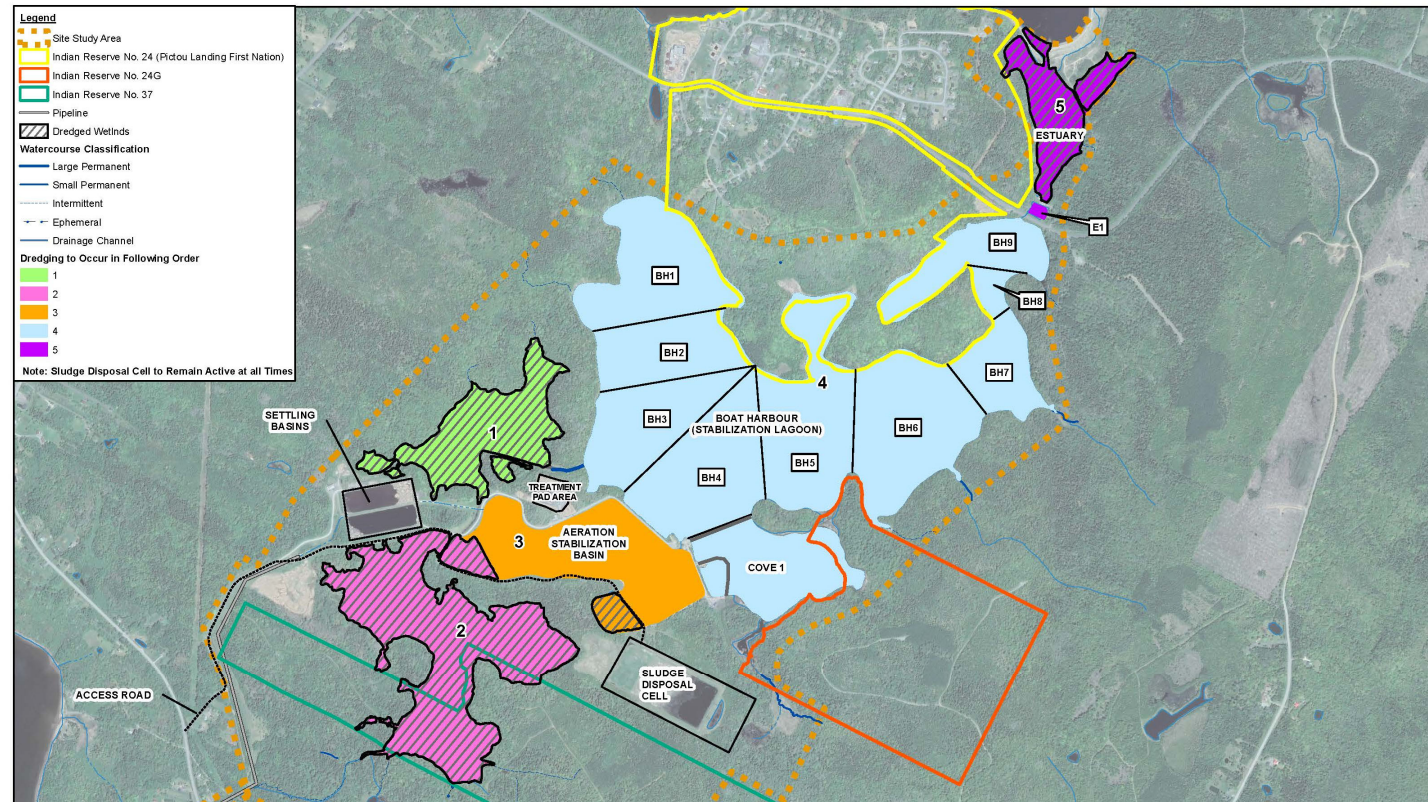 Legend
Site Study Area
Indian Reserve No. 24 (Pictou Landing First Nation)
Indian Reserve No. 24G
Indian Reserve No. 37
Pipeline
Dredged Wetlnds
Watercourse Classification
Large Permanent
Small Permanent
Intermittent
Ephemeral
Drainage Channel
Dredging to Occur in Following Order
1
2
3
4
5
Note: Sludge Disposal Cell to Remain Active at all Times
5
ESTUARY
E1
BH9
BH8
BH1
BH2
BH7
4
BH3
BOAT HARBOUR
(STABILIZATION LAGOON)
BH6
BH5
BH4
SETTLING
BASINS
1
TREATMENT
PAD AREA
3
AERATION
STABILIZATION
BASIN
COVE 1
2
SLUDGE
DISPOSAL
CELL
ACCESS ROAD